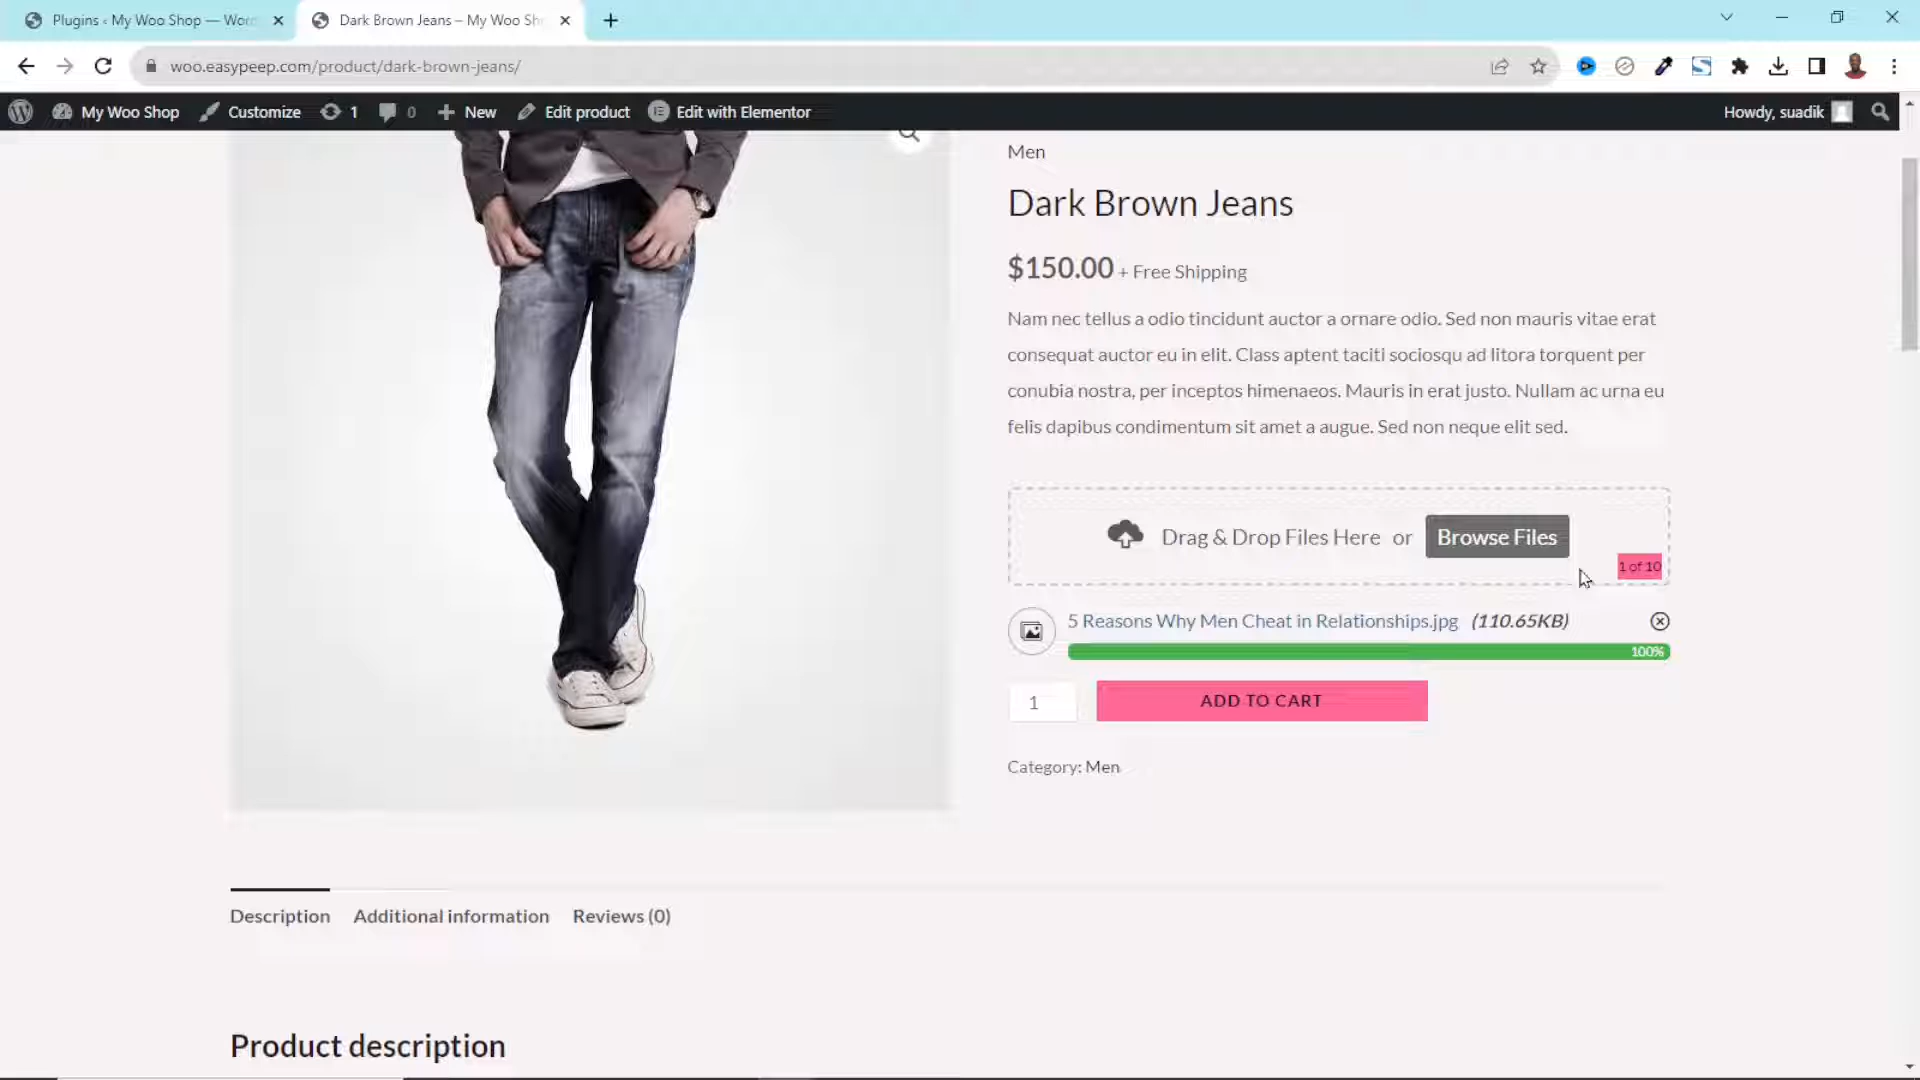 Plugins ‹ My Woo Shop — Wor
Dark Brown Jeans – My Woo Sh
woo.easypeep.com/product/dark-brown-jeans/
My Woo Shop Customize 1 0 New Edit product Edit with Elementor Howdy, suadik
Men
Dark Brown Jeans
$150.00 + Free Shipping
Nam nec tellus a odio tincidunt auctor a ornare odio. Sed non mauris vitae erat
consequat auctor eu in elit. Class aptent taciti sociosqu ad litora torquent per
conubia nostra, per inceptos himenaeos. Mauris in erat justo. Nullam ac urna eu
felis dapibus condimentum sit amet a augue. Sed non neque elit sed.
Drag & Drop Files Here or Browse Files
1 of 10
5 Reasons Why Men Cheat in Relationships.jpg (110.65KB)
100%
1 ADD TO CART
Category: Men
Description Additional information Reviews (0)
Product description